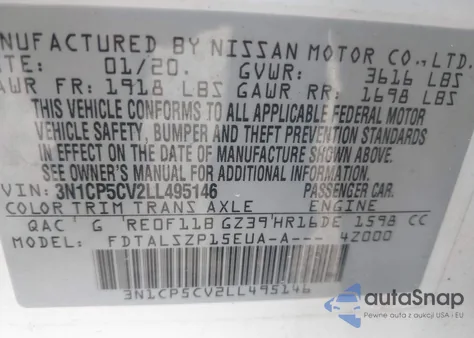 NUFACTURED BY NISSAN MOTOR CO., LTD.
TE: 01/20. GVWR: 3616 LBS
AWR FR: 1918 LBS GAWR RR: 1698 LBS
THIS VEHICLE CONFORMS TO ALL APPLICABLE FEDERAL MOTOR
VEHICLE SAFETY, BUMPER AND THEFT PREVENTION STANDARDS
IN EFFECT ON THE DATE OF MANUFACTURE SHOWN ABOVE.
SEE OWNER'S MANUAL FOR ADDITIONAL INFORMATION.
VIN: 3N1CP5CV2LL495146 PASSENGER CAR.
COLOR TRIM TRANS AXLE ENGINE
QAC G RE0F11B GZ39 HR16DE 1598 CC
MODEL: FDTALSZP15EUA-A--- 4Z000
3N1CP5CV2LL495146
autoSnap
Pewne auta z aukcji USA i EU